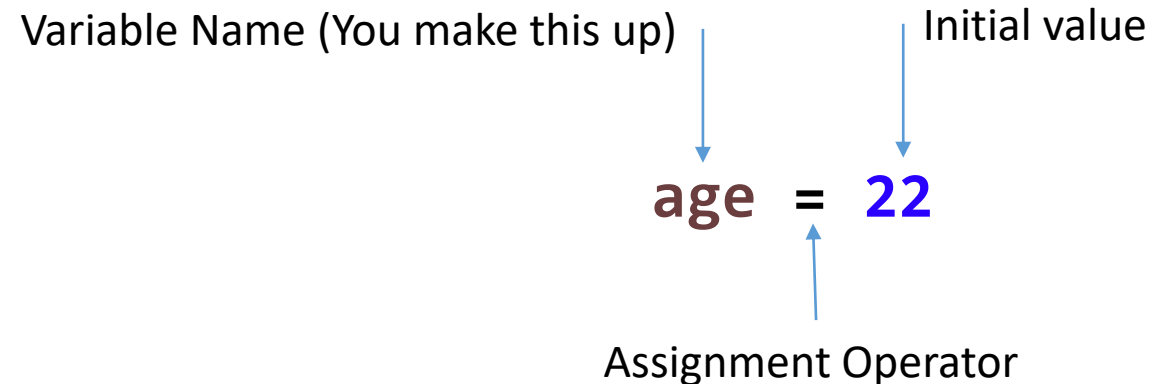 Variable Name (You make this up)
Initial value
age = 22
Assignment Operator